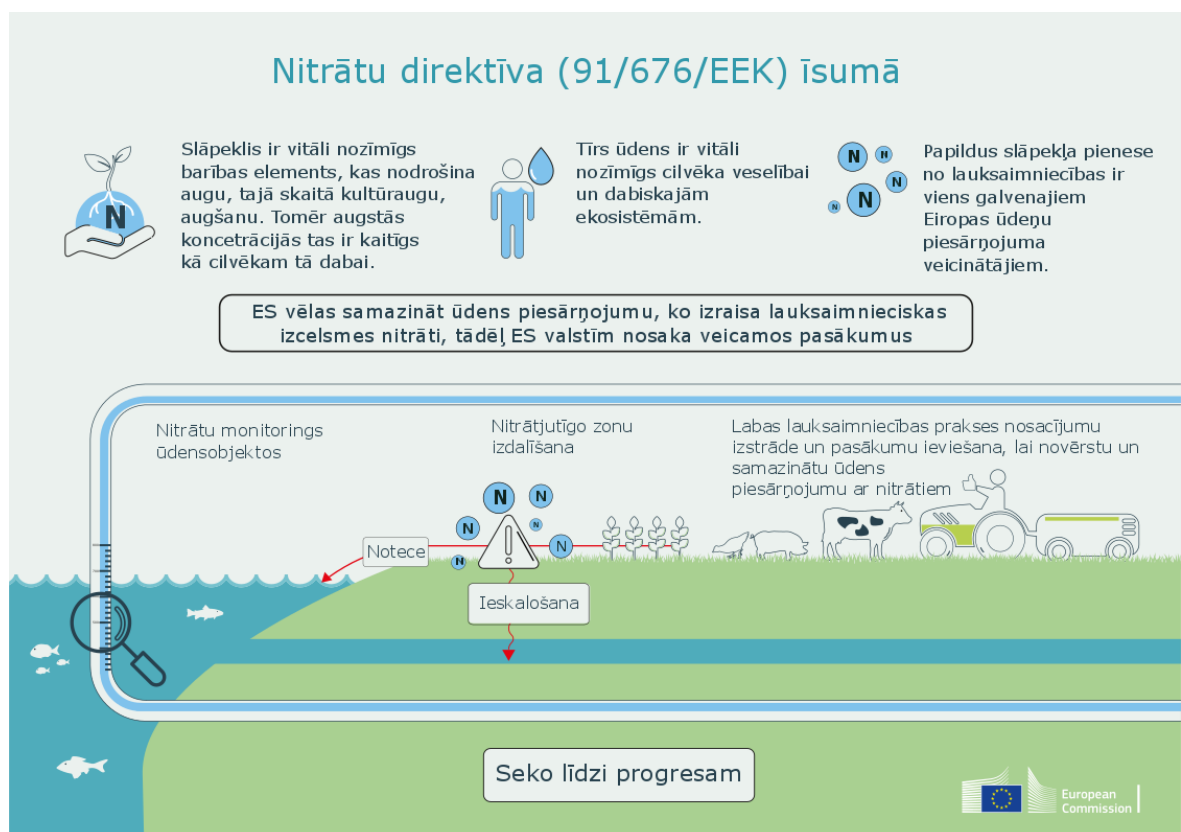 Nitrātu direktīva (91/676/EEK) īsumā
Slāpeklis ir vitāli nozīmīgs
barības elements, kas nodrošina
augu, tajā skaitā kultūraugu,
augšanu. Tomēr augstās
koncetrācijās tas ir kaitīgs
kā cilvēkam tā dabai.
N
Tīrs ūdens ir vitāli
nozīmīgs cilvēka veselībai
un dabiskajām
ekosistēmām.
N
N
N
N
N
Papildus slāpekļa pienese
no lauksaimniecības ir
viens galvenajiem
Eiropas ūdeņu
piesārņojuma
veicinātājiem.
ES vēlas samazināt ūdens piesārņojumu, ko izraisa lauksaimnieciskas
izcelsmes nitrāti, tādēļ ES valstīm nosaka veicamos pasākumus
Nitrātu monitorings
ūdensobjektos
Nitrātjutīgo zonu
izdalīšana
Labas lauksaimniecības prakses nosacījumu
izstrāde un pasākumu ieviešana, lai novērstu un
samazinātu ūdens
piesārņojumu ar nitrātiem
N
N
N
N
N
N
Notece
Ieskalošana
Seko līdzi progresam
European
Commission